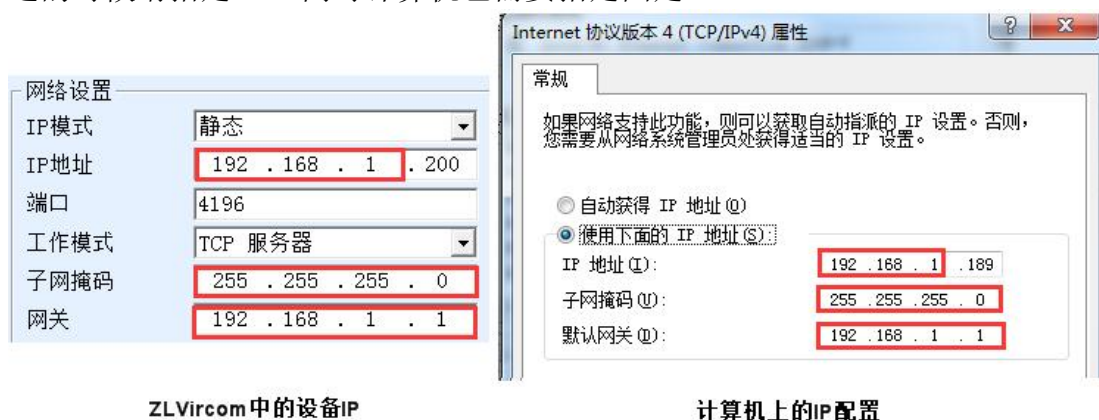 网络设置
IP模式 静态
IP地址 192 . 168 . 1 . 200
端口 4196
工作模式 TCP 服务器
子网掩码 255 . 255 . 255 . 0
网关 192 . 168 . 1 . 1
ZLVircom中的设备IP
Internet 协议版本 4 (TCP/IPv4) 属性
常规
如果网络支持此功能，则可以获取自动指派的 IP 设置。否则，
您需要从网络系统管理员处获得适当的 IP 设置。
自动获得 IP 地址(O)
使用下面的 IP 地址(S):
IP 地址(I): 192 .168 . 1 .189
子网掩码(U): 255 .255 .255 . 0
默认网关(D): 192 .168 . 1 . 1
计算机上的IP配置